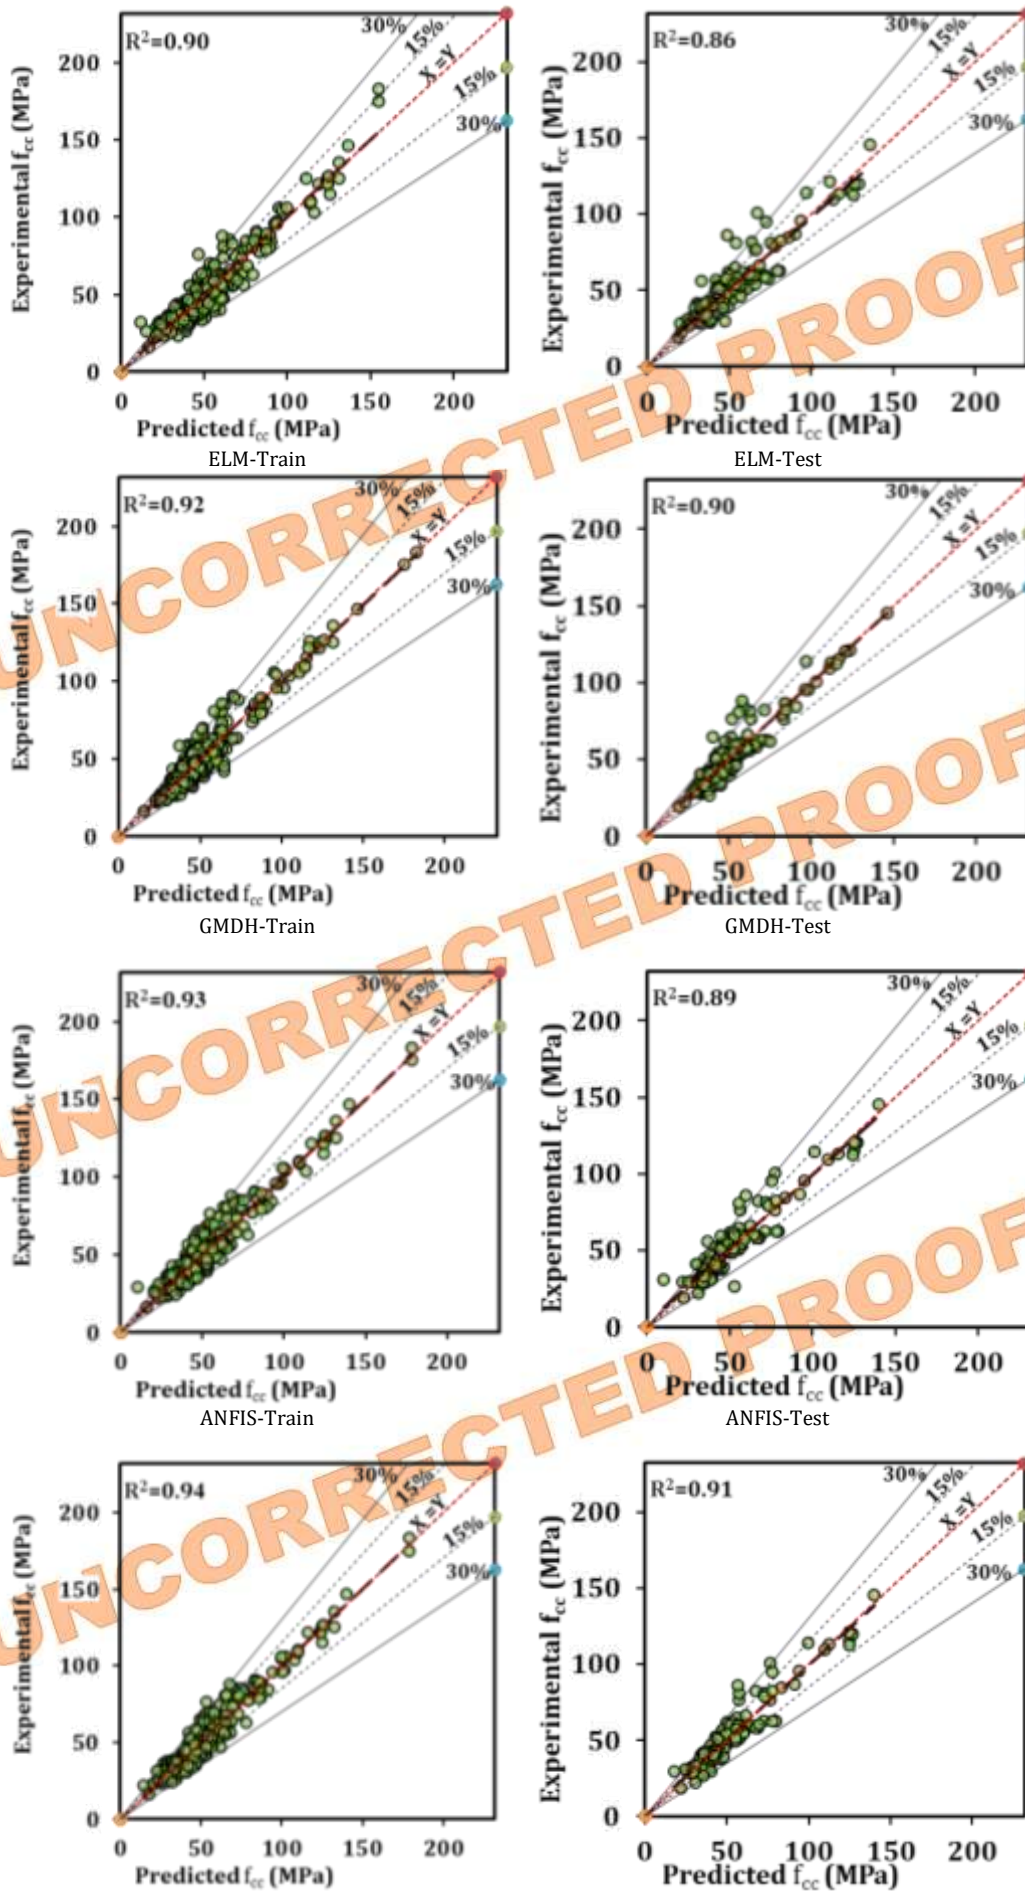 R²=0.90
30%
15%
X=Y
15%
30%
200
150
100
50
0
0 50 100 150 200
Experimental f_cc (MPa)
Predicted f_cc (MPa)
ELM-Train
R²=0.86
30%
15%
X=Y
15%
30%
200
150
100
50
0
0 50 100 150 200
Experimental f_cc (MPa)
Predicted f_cc (MPa)
ELM-Test
UNCORRECTED PROOF
R²=0.92
30%
15%
X=Y
15%
30%
200
150
100
50
0
0 50 100 150 200
Experimental f_cc (MPa)
Predicted f_cc (MPa)
GMDH-Train
R²=0.90
30%
15%
X=Y
15%
30%
200
150
100
50
0
0 50 100 150 200
Experimental f_cc (MPa)
Predicted f_cc (MPa)
GMDH-Test
UNCORRECTED PROOF
R²=0.93
30%
15%
X=Y
15%
30%
200
150
100
50
0
0 50 100 150 200
Experimental f_cc (MPa)
Predicted f_cc (MPa)
ANFIS-Train
R²=0.89
30%
15%
X=Y
15%
30%
200
150
100
50
0
0 50 100 150 200
Experimental f_cc (MPa)
Predicted f_cc (MPa)
ANFIS-Test
UNCORRECTED PROOF
R²=0.94
30%
15%
X=Y
15%
30%
200
150
100
50
0
0 50 100 150 200
Experimental f_cc (MPa)
Predicted f_cc (MPa)
R²=0.91
30%
15%
X=Y
15%
30%
200
150
100
50
0
0 50 100 150 200
Experimental f_cc (MPa)
Predicted f_cc (MPa)